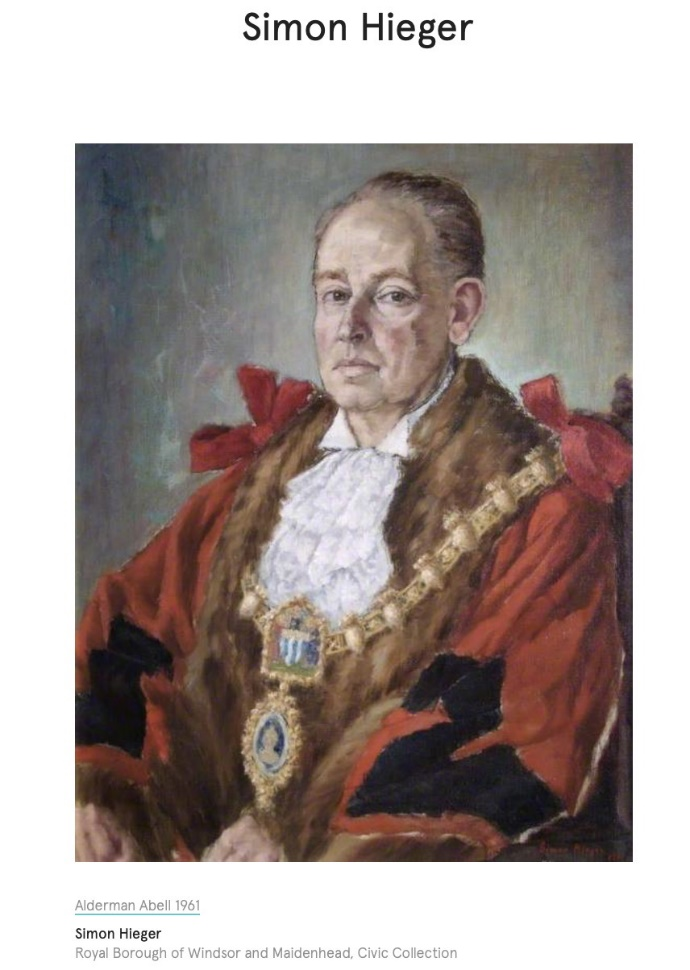 Simon Hieger
Alderman Abell 1961
Simon Hieger
Royal Borough of Windsor and Maidenhead, Civic Collection